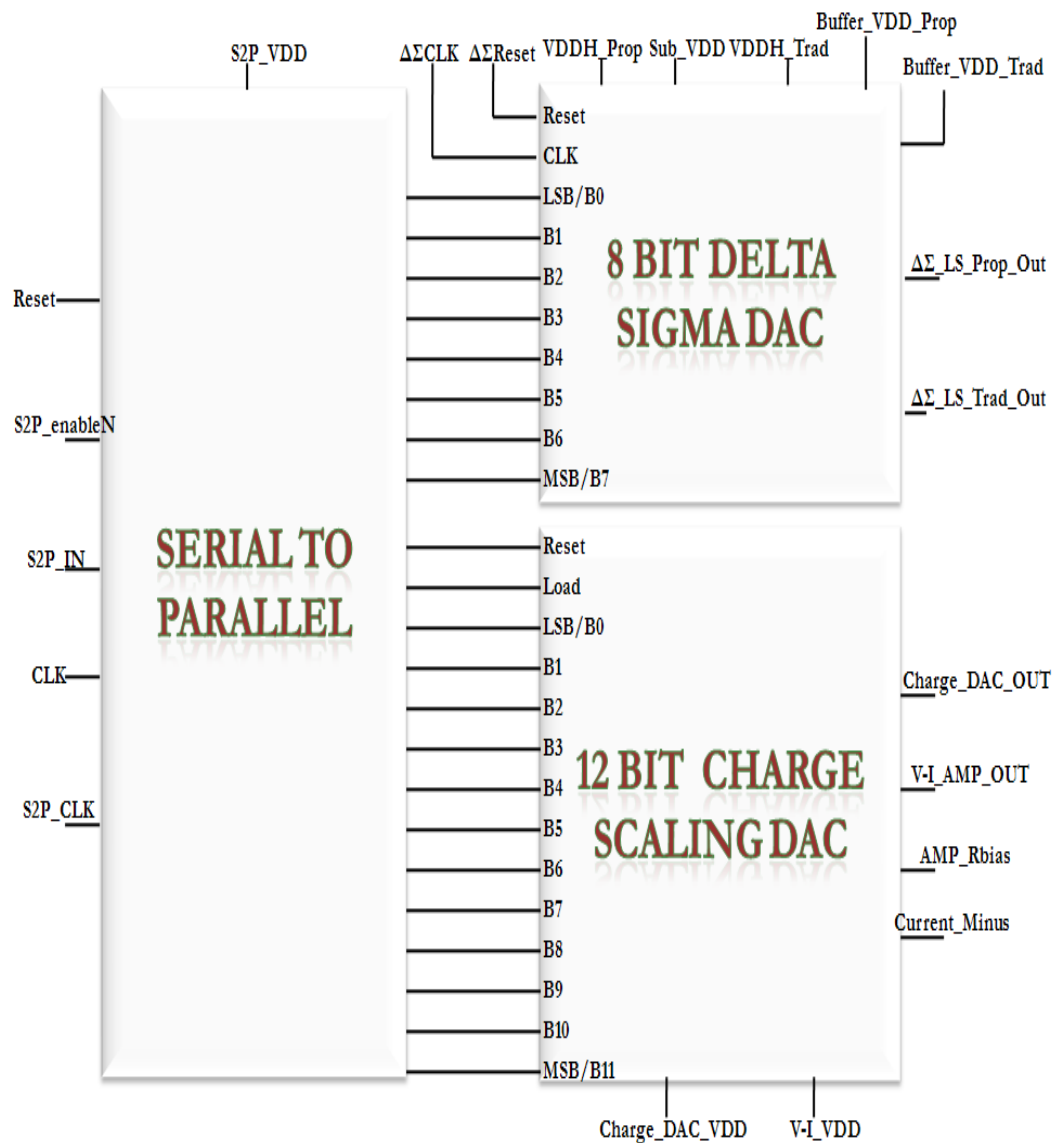 Buffer_VDD_Prop
S2P_VDD
ΔΣCLK
ΔΣReset
VDDH_Prop
Sub_VDD
VDDH_Trad
Buffer_VDD_Trad
Reset
S2P_enableN
S2P_IN
CLK
S2P_CLK
SERIAL TO
PARALLEL
Reset
CLK
LSB/B0
B1
B2
B3
B4
B5
B6
MSB/B7
8 BIT DELTA
SIGMA DAC
ΔΣ_LS_Prop_Out
ΔΣ_LS_Trad_Out
Reset
Load
LSB/B0
B1
B2
B3
B4
B5
B6
B7
B8
B9
B10
MSB/B11
12 BIT CHARGE
SCALING DAC
Charge_DAC_OUT
V-I_AMP_OUT
AMP_Rbias
Current_Minus
Charge_DAC_VDD
V-I_VDD